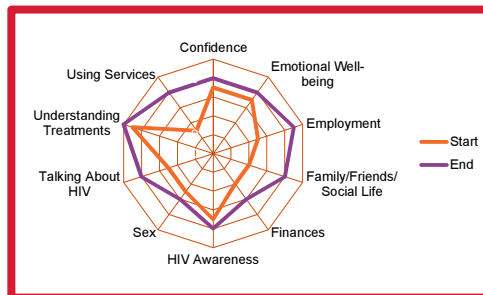 Confidence
Emotional Well-
being
Using Services
Understanding
Treatments
Employment
Start
End
Talking About
HIV
Family/Friends/
Social Life
Sex
Finances
HIV Awareness